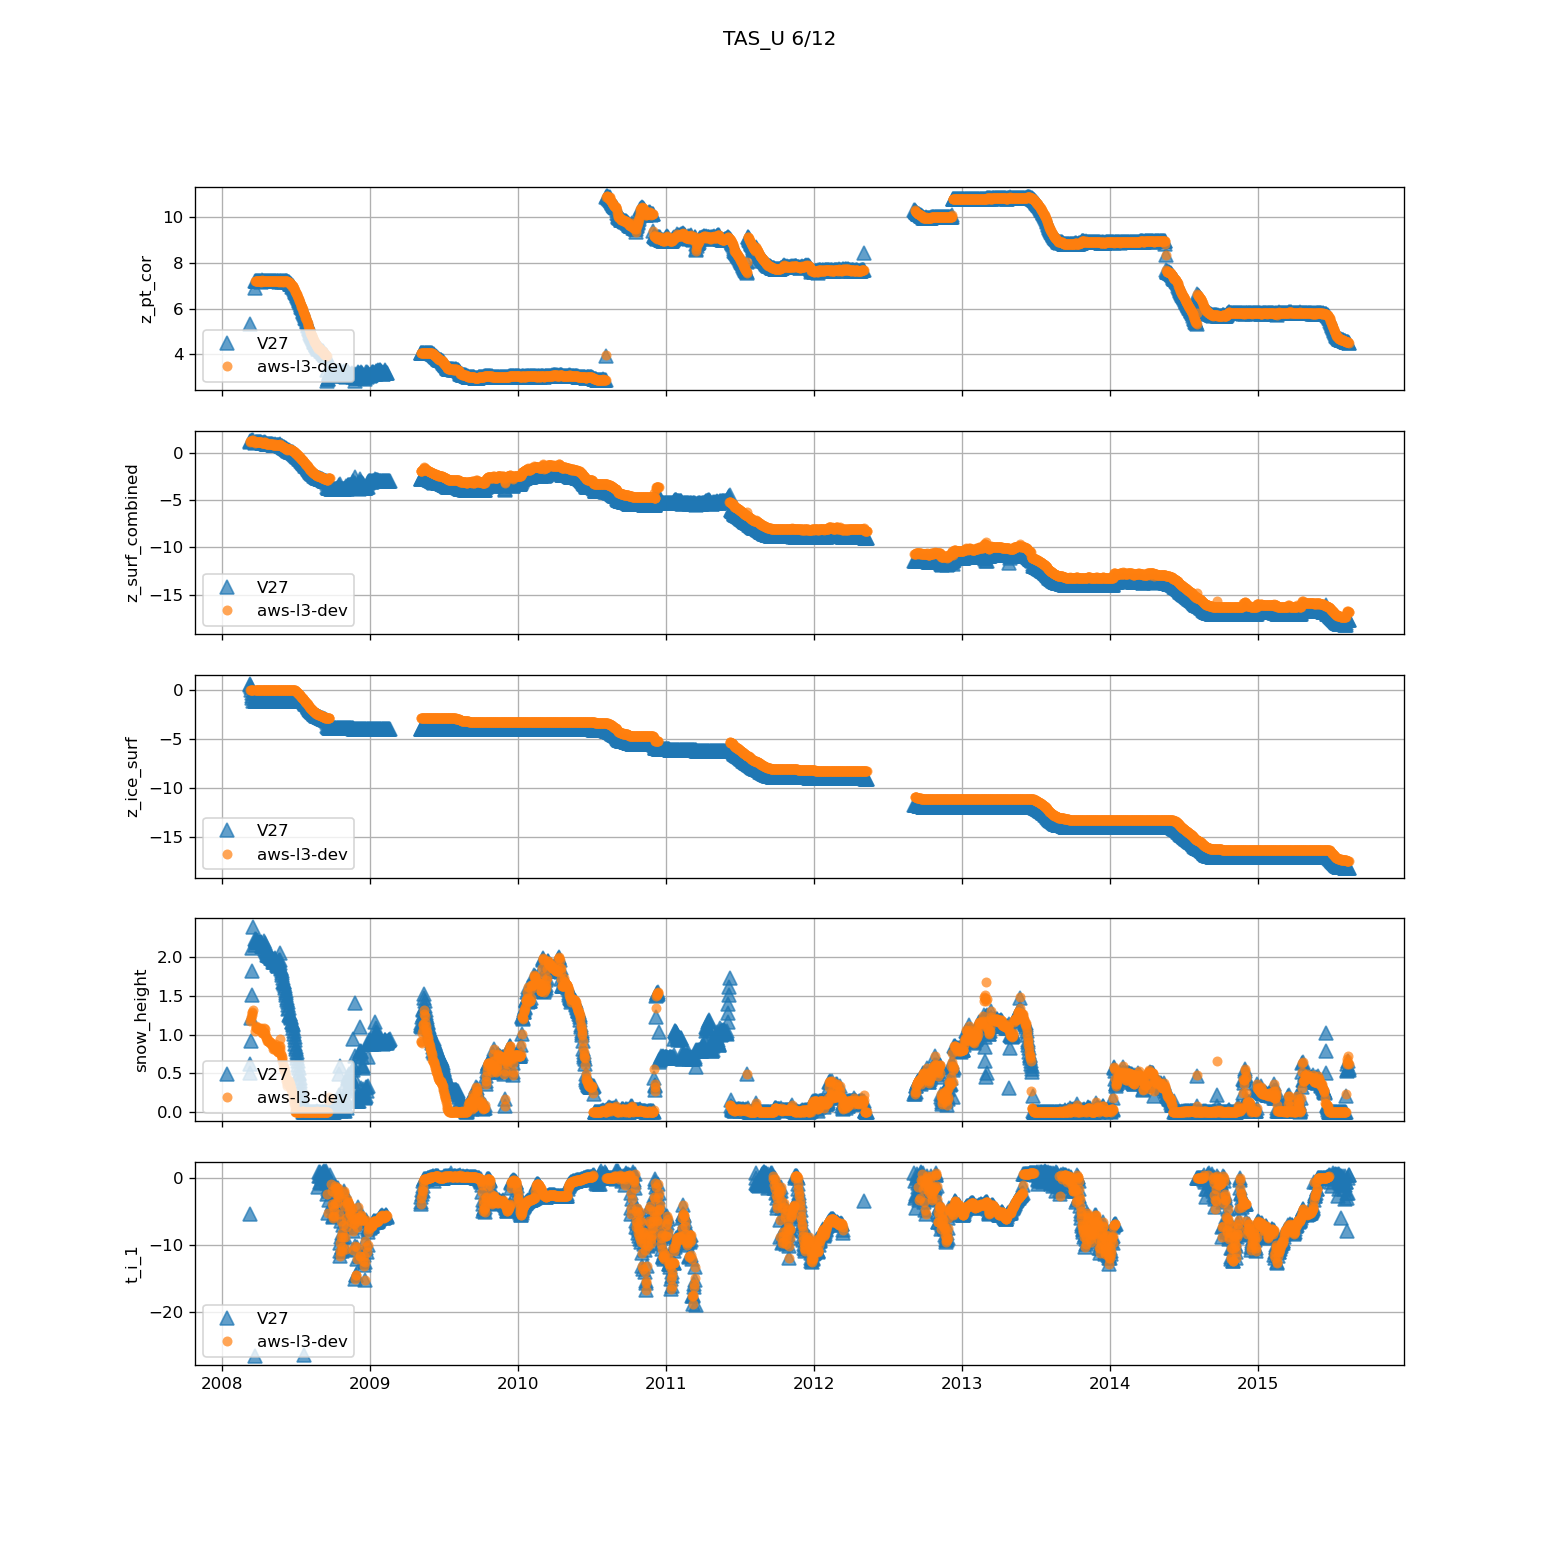 TAS_U 6/12
z_pt_cor
10
8
6
4
V27
aws-l3-dev
z_surf_combined
0
−5
−10
−15
V27
aws-l3-dev
z_ice_surf
0
−5
−10
−15
V27
aws-l3-dev
snow_height
2.0
1.5
1.0
0.5
0.0
V27
aws-l3-dev
t_i_1
0
−10
−20
V27
aws-l3-dev
2008 2009 2010 2011 2012 2013 2014 2015